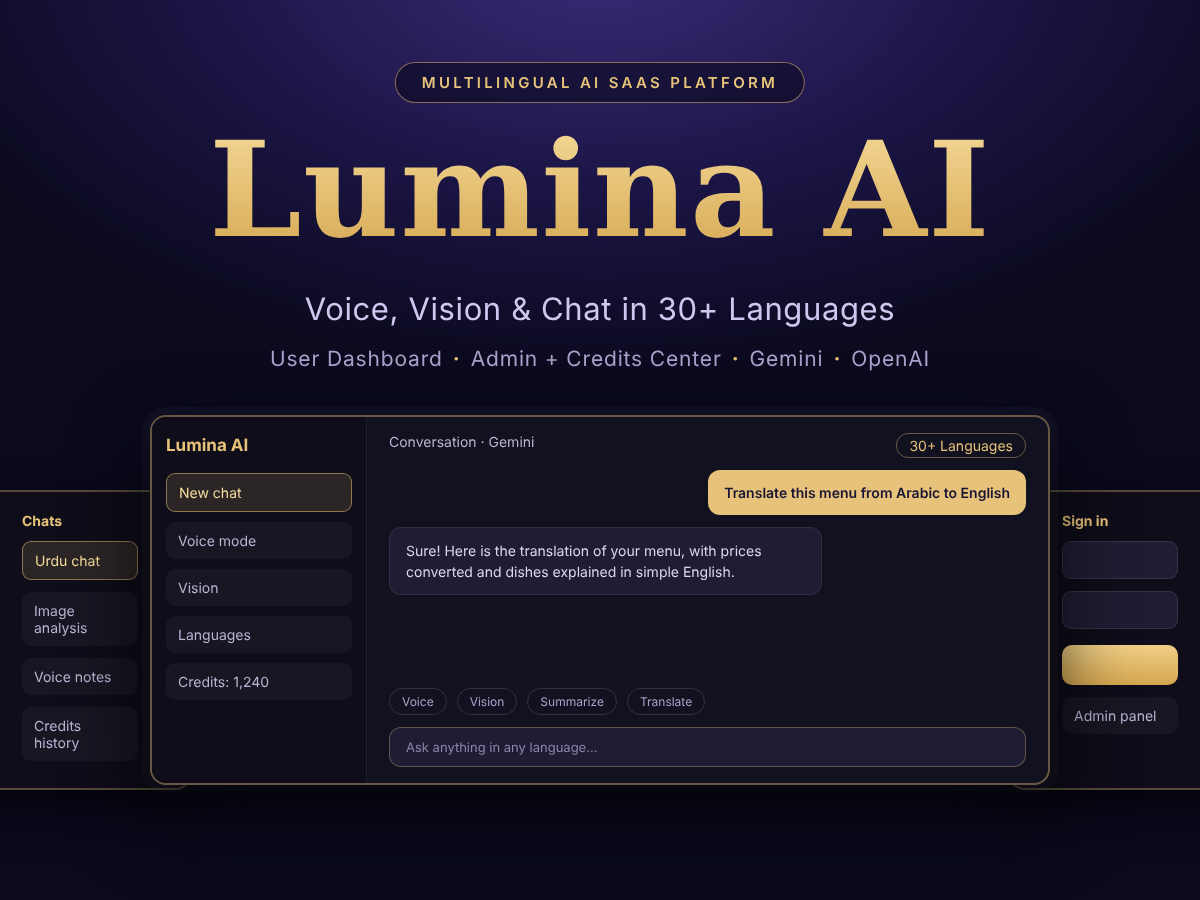 MULTILINGUAL AI SAAS PLATFORM
Lumina AI
Voice, Vision & Chat in 30+ Languages
User Dashboard · Admin + Credits Center · Gemini · OpenAI
Chats
Urdu chat
Image
analysis
Voice notes
Credits
history
Lumina AI
New chat
Voice mode
Vision
Languages
Credits: 1,240
Conversation · Gemini
30+ Languages
Translate this menu from Arabic to English
Sure! Here is the translation of your menu, with prices
converted and dishes explained in simple English.
Voice
Vision
Summarize
Translate
Ask anything in any language...
Sign in
Admin panel